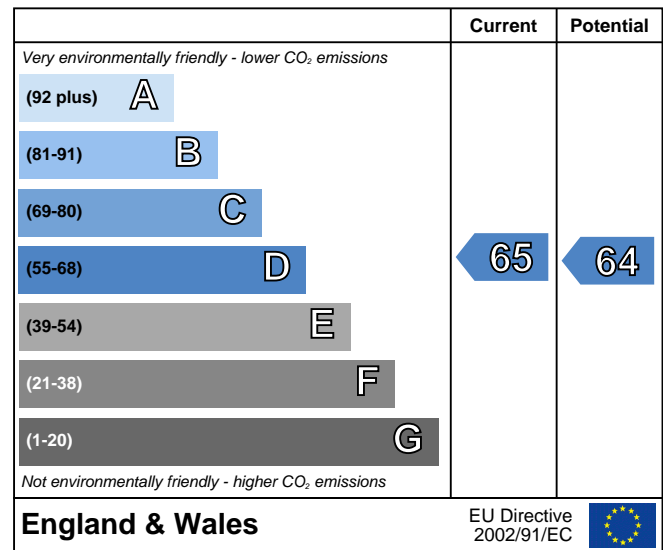 Current Potential
Very environmentally friendly - lower CO₂ emissions
(92 plus) A
(81-91) B
(69-80) C
(55-68) D 65 64
(39-54) E
(21-38) F
(1-20) G
Not environmentally friendly - higher CO₂ emissions
England & Wales
EU Directive
2002/91/EC